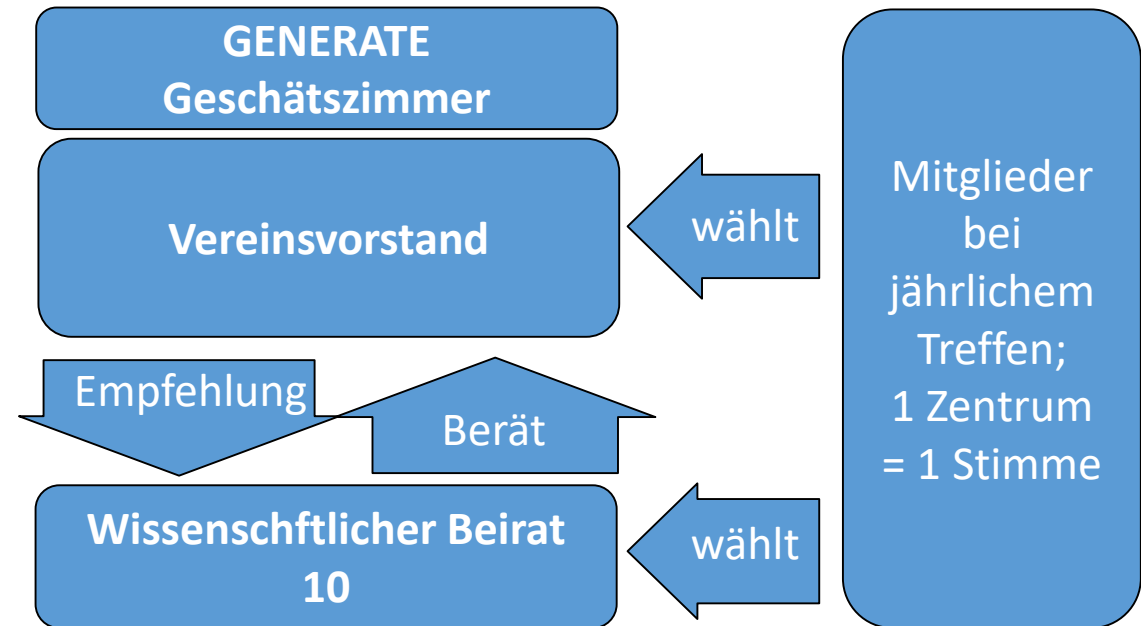 GENERATE
Geschätszimmer
Vereinsvorstand
wählt
Empfehlung
Berät
Wissenschftlicher Beirat
10
wählt
Mitglieder
bei
jährlichem
Treffen;
1 Zentrum
= 1 Stimme